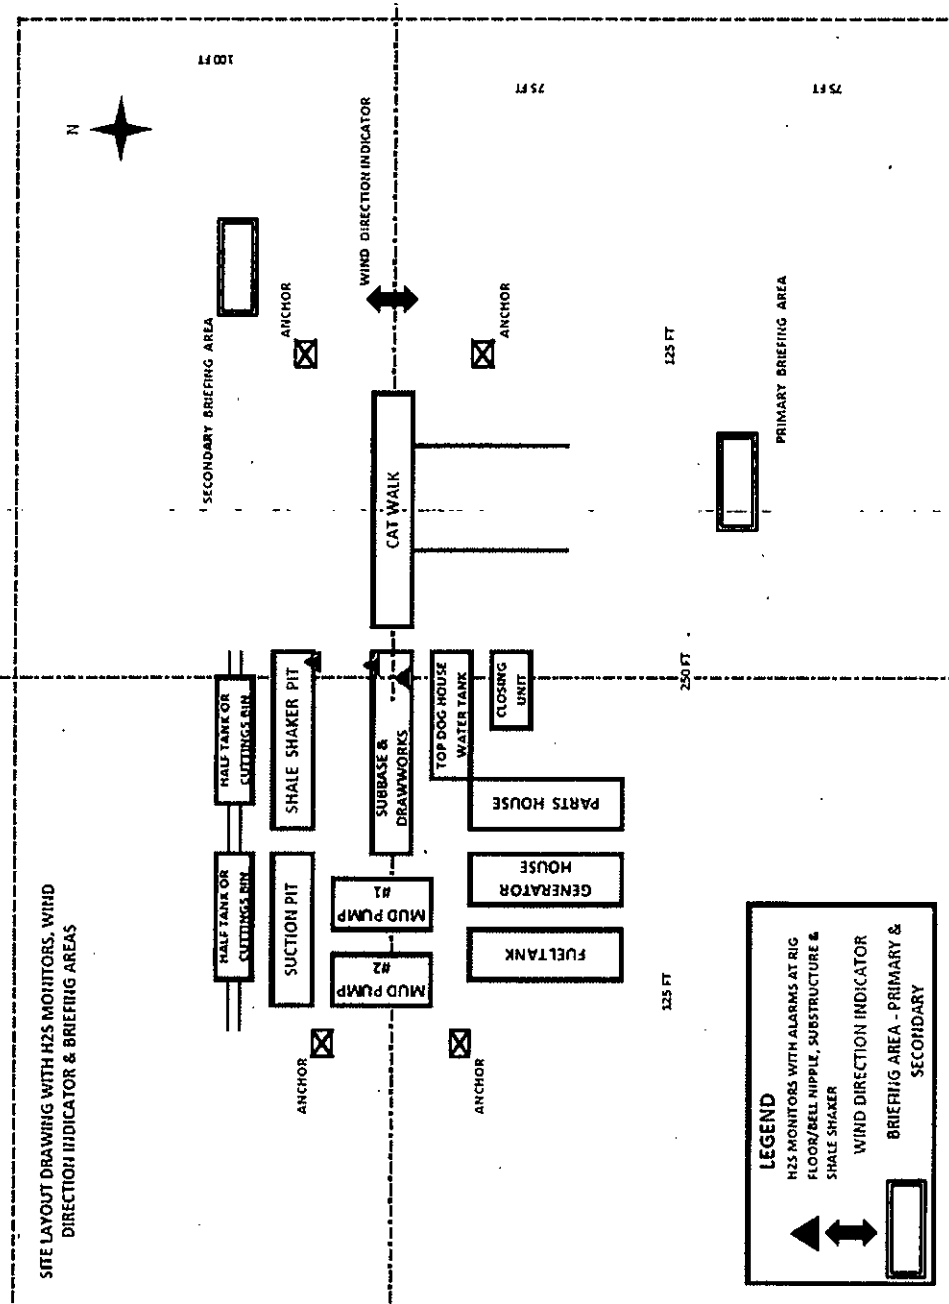 SITE LAYOUT DRAWING WITH H2S MONITORS, WIND
DIRECTION INDICATOR & BRIEFING AREAS
N
100 FT
75 FT
75 FT
SECONDARY BRIEFING AREA
WIND DIRECTION INDICATOR
ANCHOR
ANCHOR
125 FT
PRIMARY BRIEFING AREA
CAT WALK
HALF TANK OR
CUTTINGS BIN
HALF TANK OR
CUTTINGS BIN
SUCTION PIT
SHALE SHAKER PIT
MUD PUMP
#2
MUD PUMP
#1
SUBBASE &
DRAWWORKS
TOP DOG HOUSE
WATER TANK
CLOSING
UNIT
FUEL TANK
GENERATOR
HOUSE
PARTS HOUSE
250 FT
125 FT
ANCHOR
ANCHOR
LEGEND
H2S MONITORS WITH ALARMS AT RIG
FLOOR/BELL NIPPLE, SUBSTRUCTURE &
SHALE SHAKER
WIND DIRECTION INDICATOR
BRIEFING AREA - PRIMARY &
SECONDARY